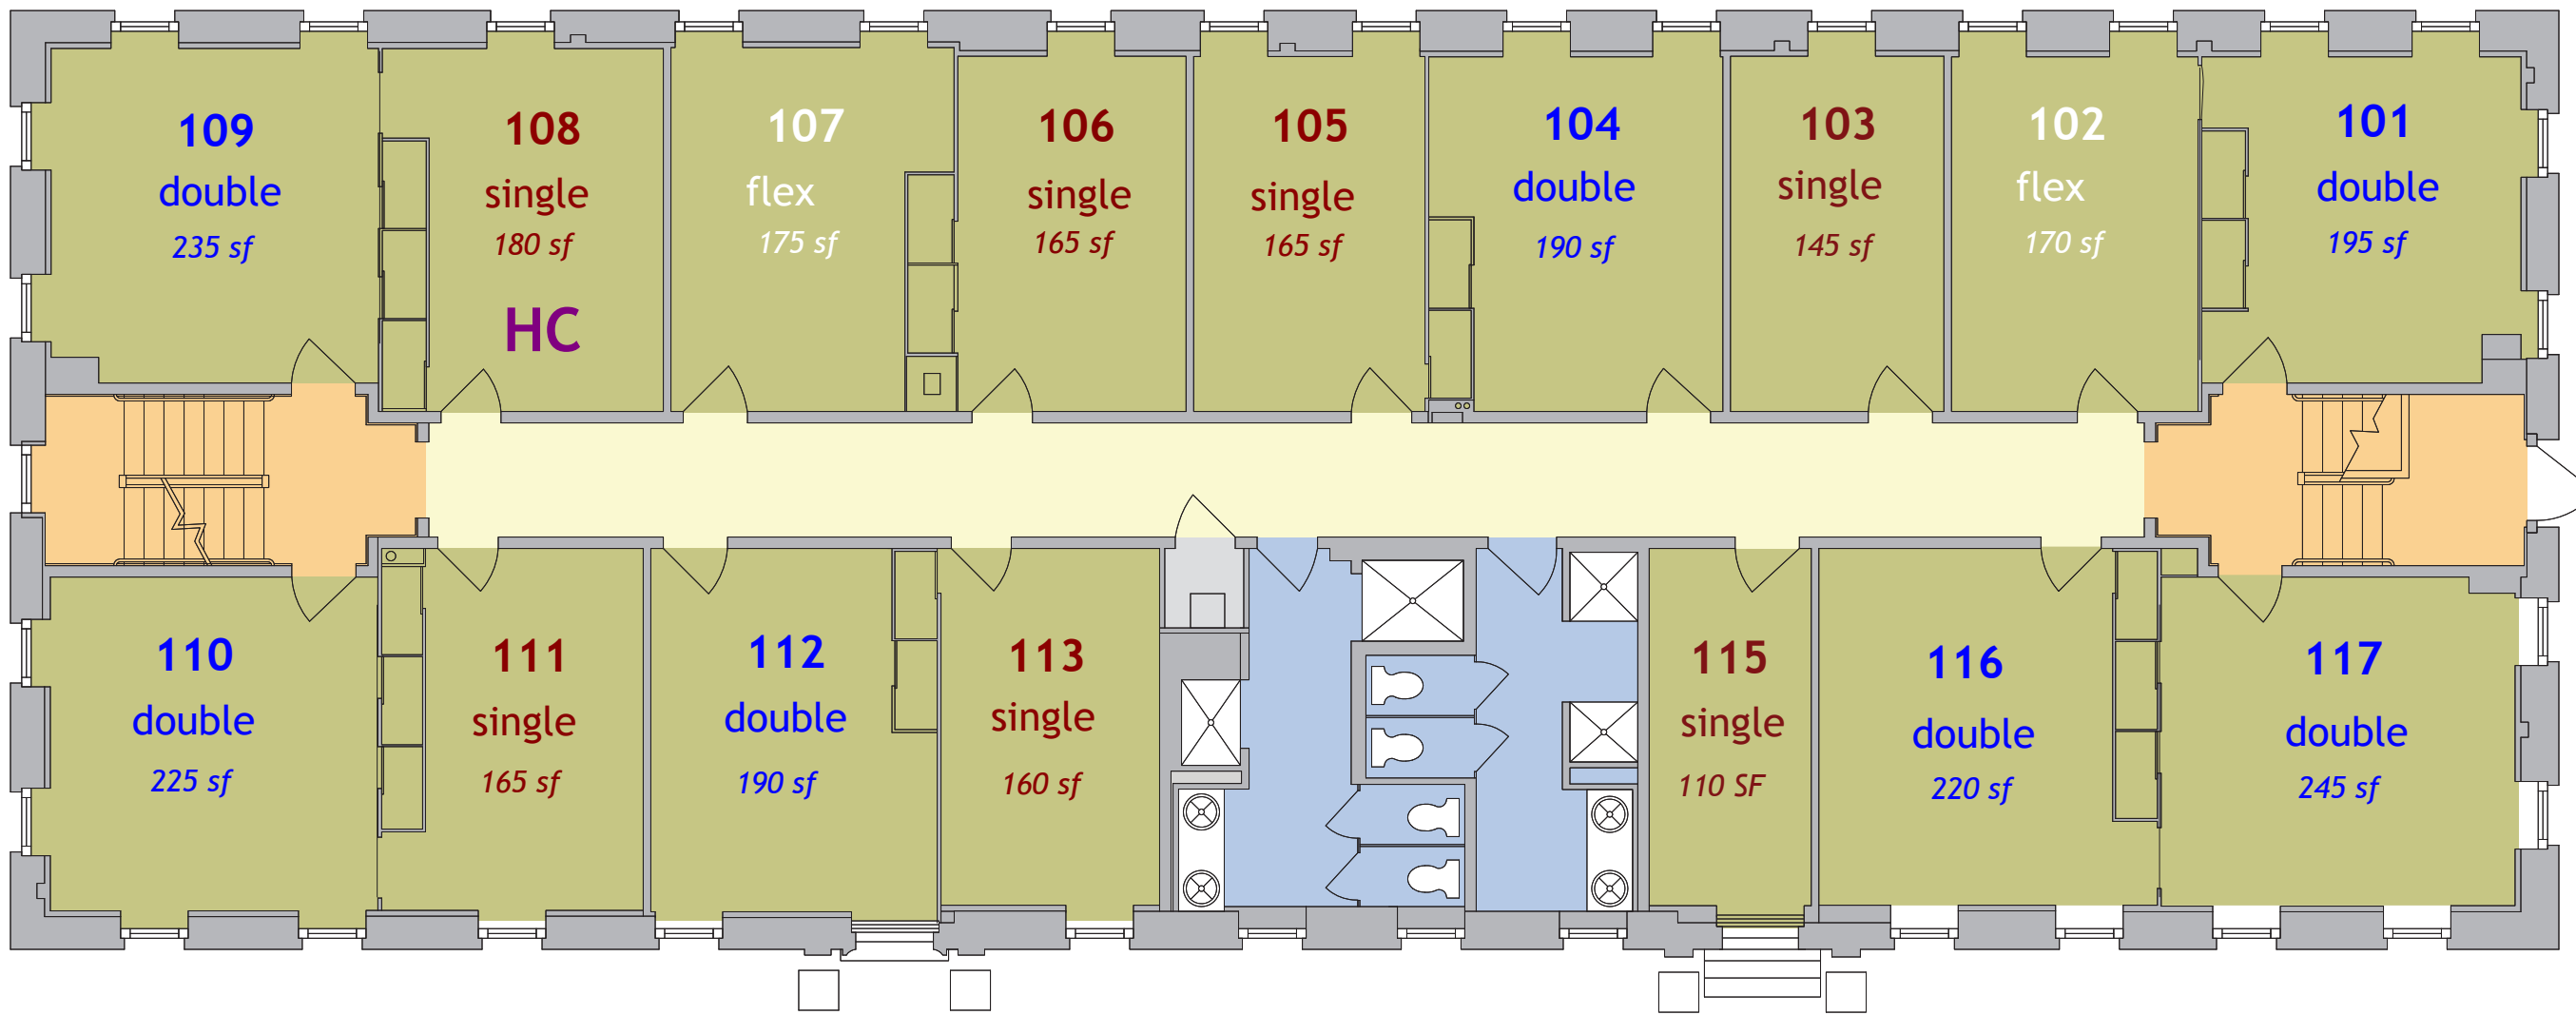 109
double
235 sf
108
single
180 sf
HC
107
flex
175 sf
106
single
165 sf
105
single
165 sf
104
double
190 sf
103
single
145 sf
102
flex
170 sf
101
double
195 sf
110
double
225 sf
111
single
165 sf
112
double
190 sf
113
single
160 sf
115
single
110 SF
116
double
220 sf
117
double
245 sf